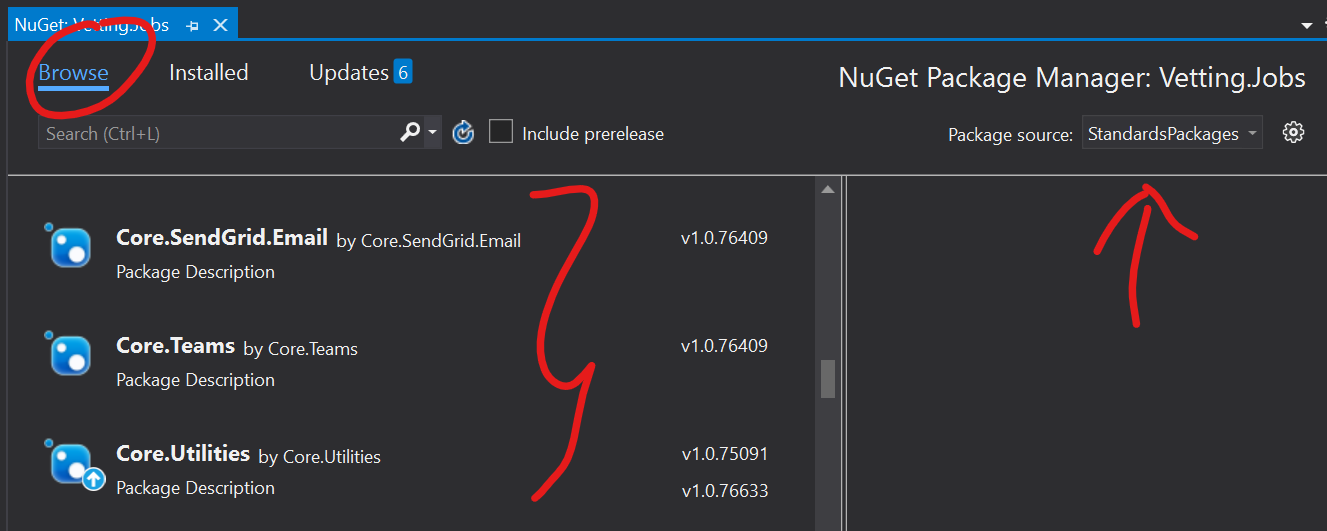 NuGet: Vetting.Jobs
Browse Installed Updates 6
NuGet Package Manager: Vetting.Jobs
Search (Ctrl+L) Include prerelease Package source: StandardsPackages
Core.SendGrid.Email by Core.SendGrid.Email v1.0.76409
Package Description
Core.Teams by Core.Teams v1.0.76409
Package Description
Core.Utilities by Core.Utilities v1.0.75091
Package Description v1.0.76633